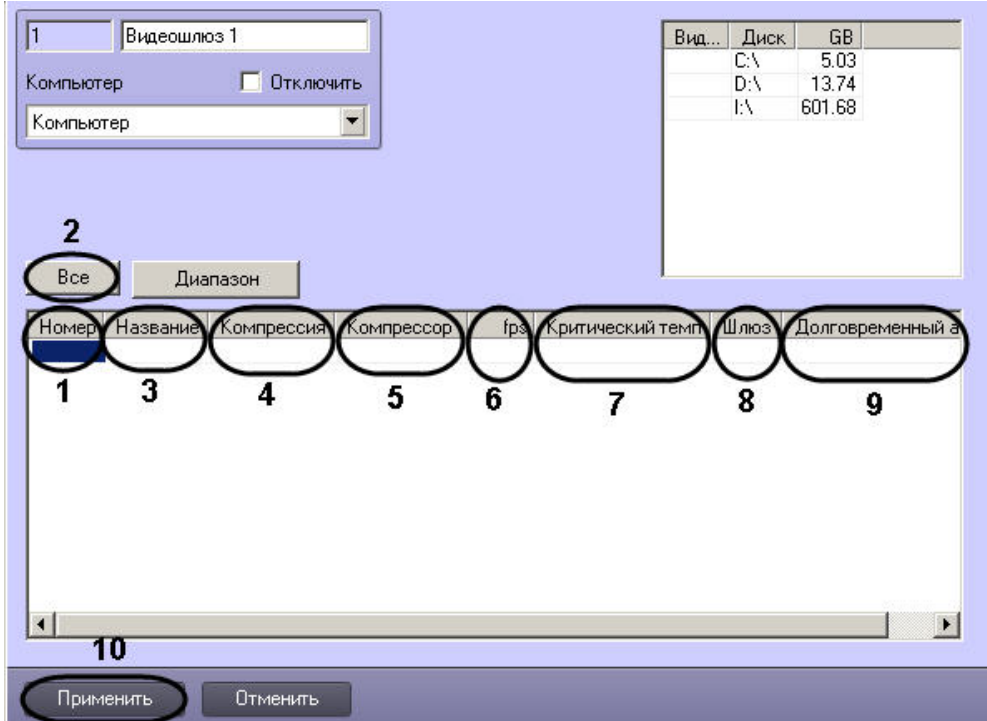 1 Видеошлюз 1
Компьютер Отключить
Компьютер
Вид... Диск GB
C:\ 5.03
D:\ 13.74
I:\ 601.68
2
Все Диапазон
Номер Название Компрессия Компрессор fps Критический темп Шлюз Долговременный а
1 3 4 5 6 7 8 9
10
Применить Отменить